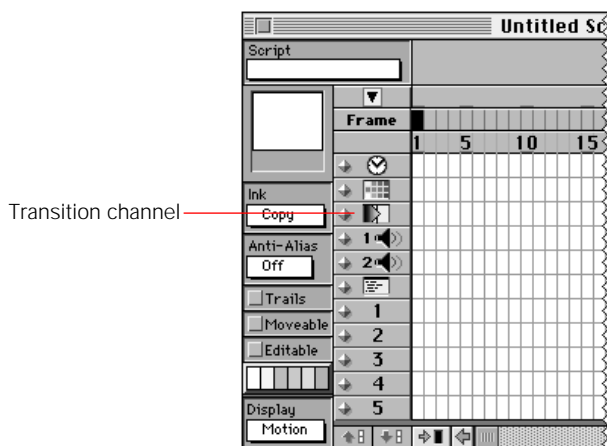 Untitled Sc
Script
Frame
1 5 10 15
Ink
Copy
Transition channel
1
Anti-Alias
2
Off
Trails
1
Moveable
2
Editable
3
4
Display
5
Motion